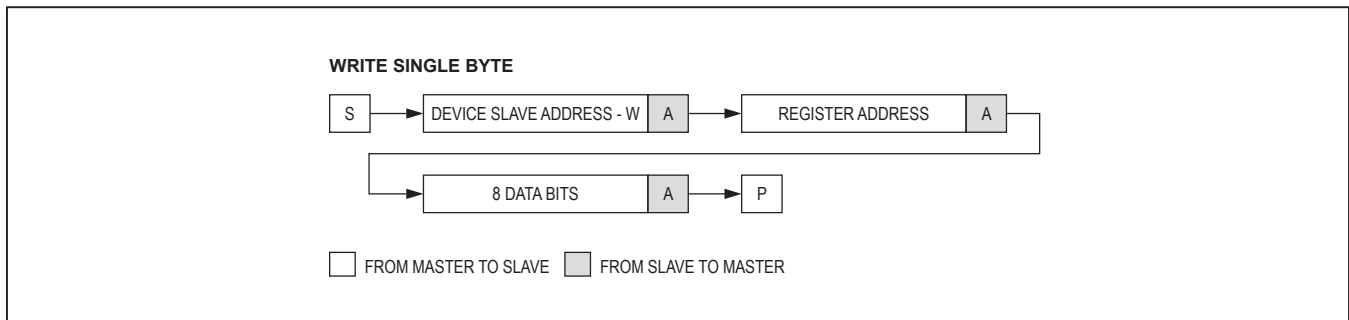 WRITE SINGLE BYTE
S DEVICE SLAVE ADDRESS - W A REGISTER ADDRESS A
8 DATA BITS A P
FROM MASTER TO SLAVE FROM SLAVE TO MASTER